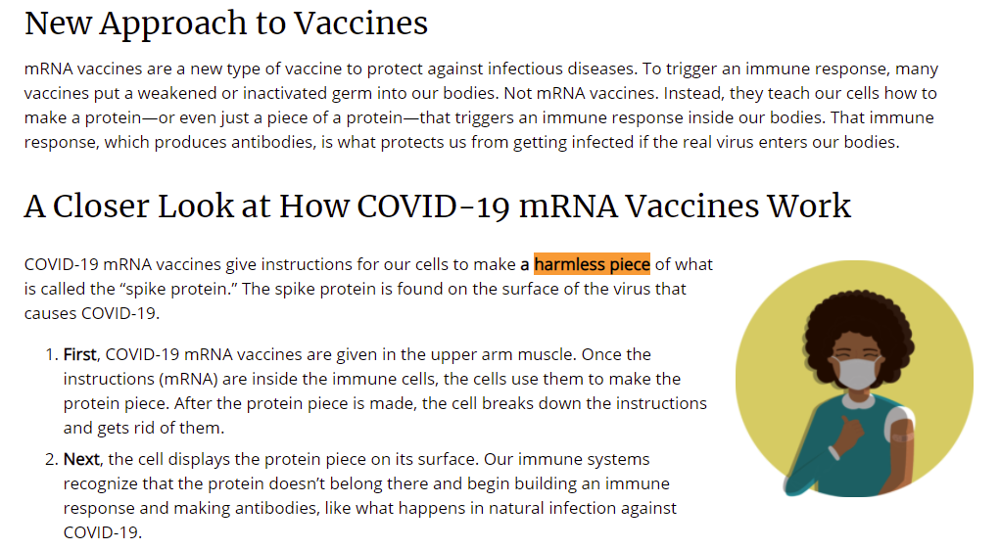 New Approach to Vaccines
mRNA vaccines are a new type of vaccine to protect against infectious diseases. To trigger an immune response, many
vaccines put a weakened or inactivated germ into our bodies. Not mRNA vaccines. Instead, they teach our cells how to
make a protein—or even just a piece of a protein—that triggers an immune response inside our bodies. That immune
response, which produces antibodies, is what protects us from getting infected if the real virus enters our bodies.
A Closer Look at How COVID-19 mRNA Vaccines Work
COVID-19 mRNA vaccines give instructions for our cells to make a harmless piece of what
is called the “spike protein.” The spike protein is found on the surface of the virus that
causes COVID-19.
1. First, COVID-19 mRNA vaccines are given in the upper arm muscle. Once the
instructions (mRNA) are inside the immune cells, the cells use them to make the
protein piece. After the protein piece is made, the cell breaks down the instructions
and gets rid of them.
2. Next, the cell displays the protein piece on its surface. Our immune systems
recognize that the protein doesn’t belong there and begin building an immune
response and making antibodies, like what happens in natural infection against
COVID-19.